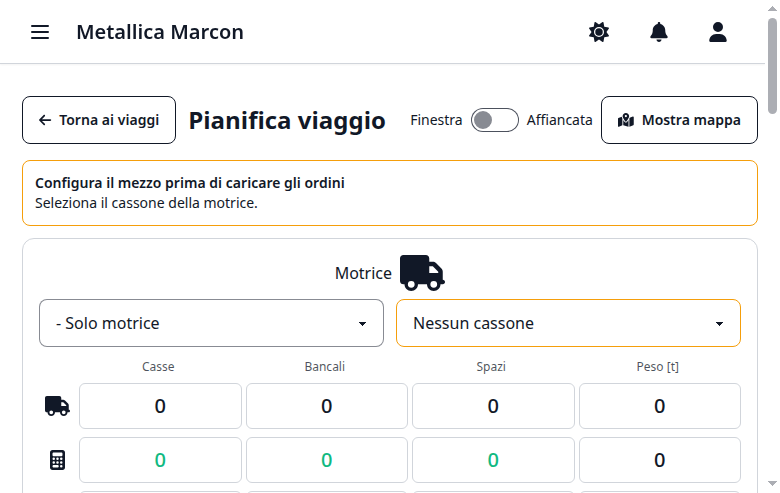 Metallica Marcon
Torna ai viaggi
Pianifica viaggio
Finestra
Affiancata
Mostra mappa
Configura il mezzo prima di caricare gli ordini
Seleziona il cassone della motrice.
Motrice
- Solo motrice
Nessun cassone
Casse Bancali Spazi Peso [t]
0 0 0 0
0 0 0 0